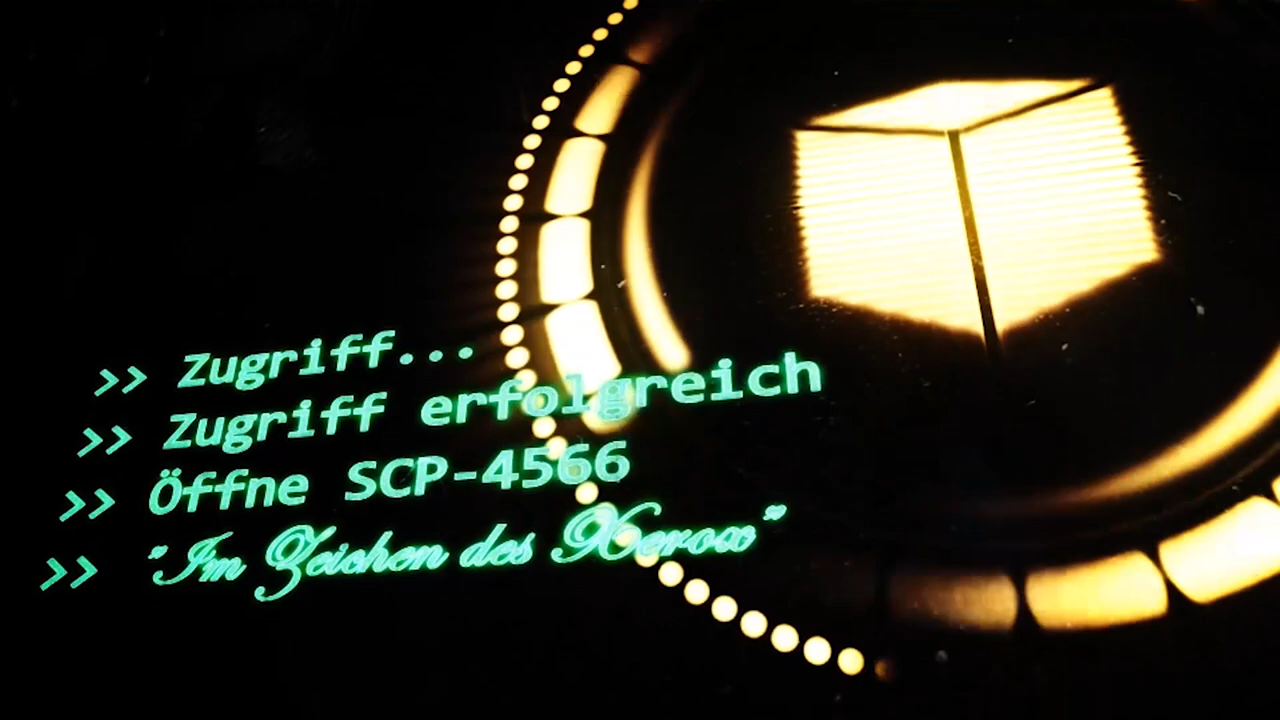 >> Zugriff...
>> Zugriff erfolgreich
>> Öffne SCP-4566
>> "Im Zeichen des Xerox"